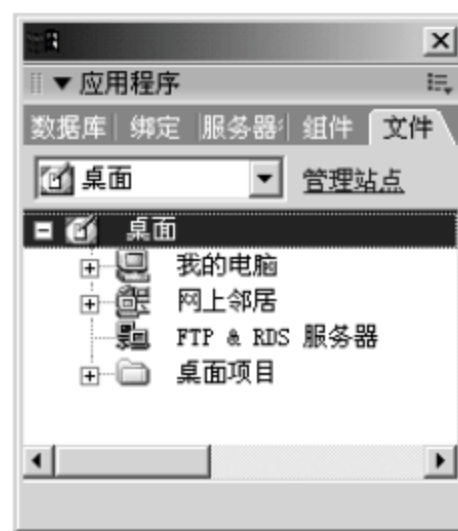 应用程序
数据库 绑定 服务器 组件 文件
桌面 管理站点
桌面
我的电脑
网上邻居
FTP & RDS 服务器
桌面项目